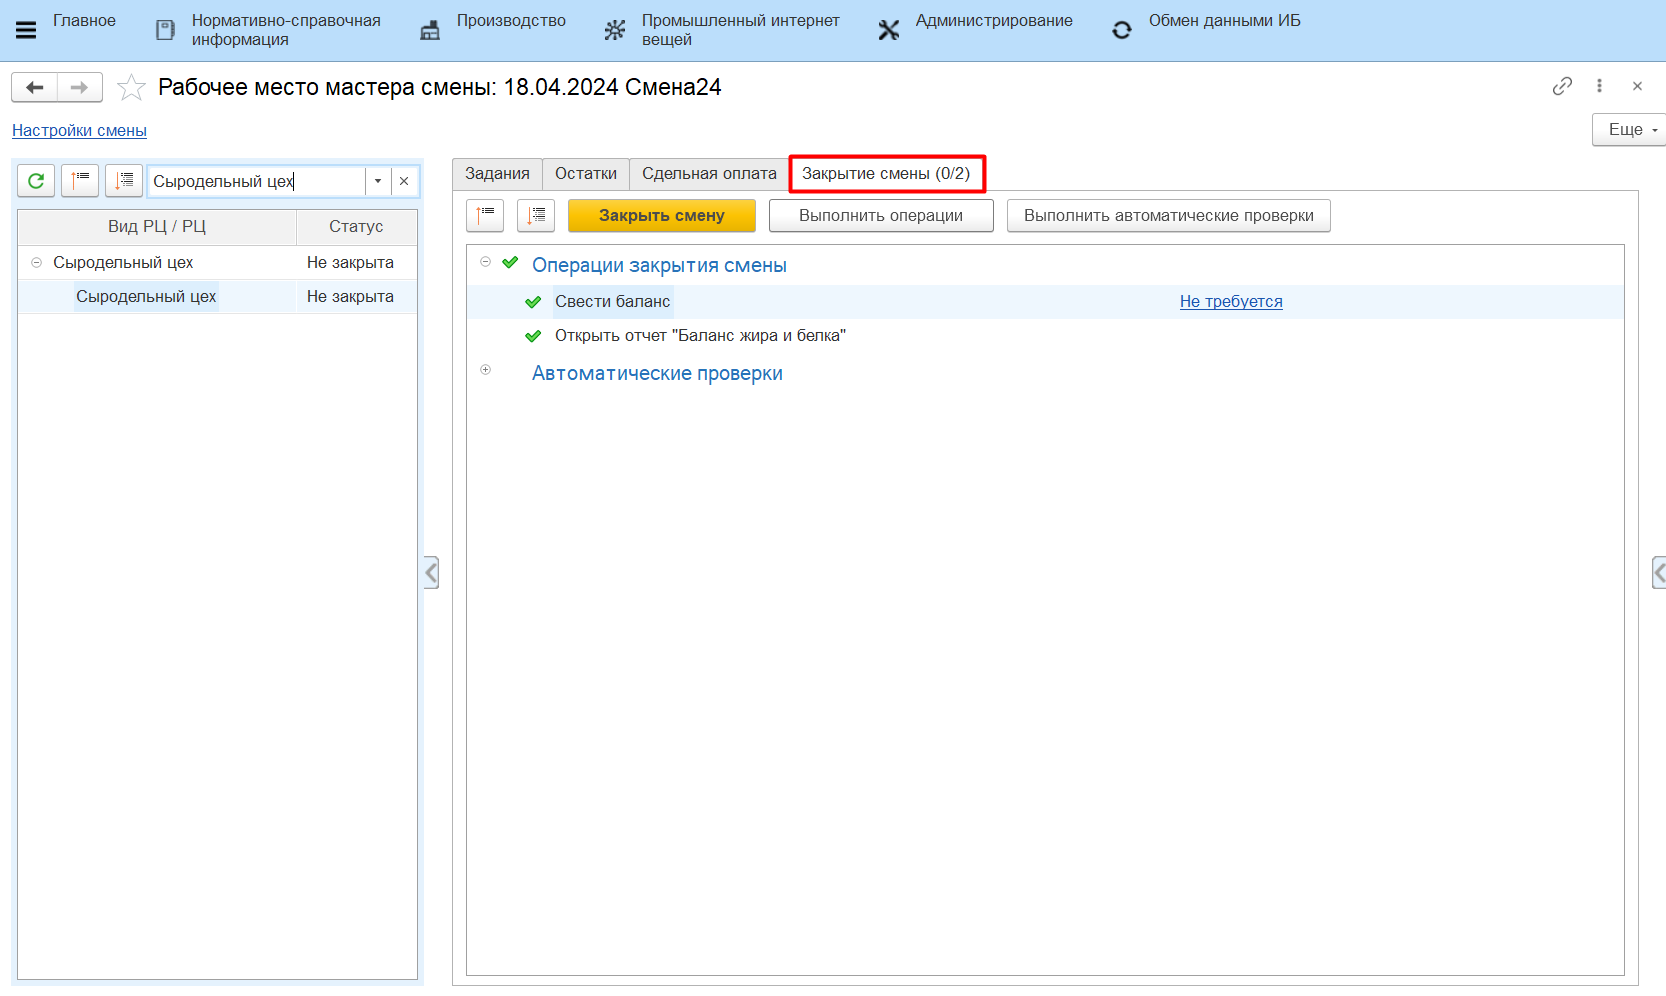 Главное
Нормативно-справочная
информация
Производство
Промышленный интернет
вещей
Администрирование
Обмен данными ИБ
Рабочее место мастера смены: 18.04.2024 Смена24
Настройки смены
Еще
Сыродельный цех
Вид РЦ / РЦ Статус
Сыродельный цех Не закрыта
Сыродельный цех Не закрыта
Задания Остатки Сдельная оплата Закрытие смены (0/2)
Закрыть смену Выполнить операции Выполнить автоматические проверки
Операции закрытия смены
Свести баланс Не требуется
Открыть отчет "Баланс жира и белка"
Автоматические проверки